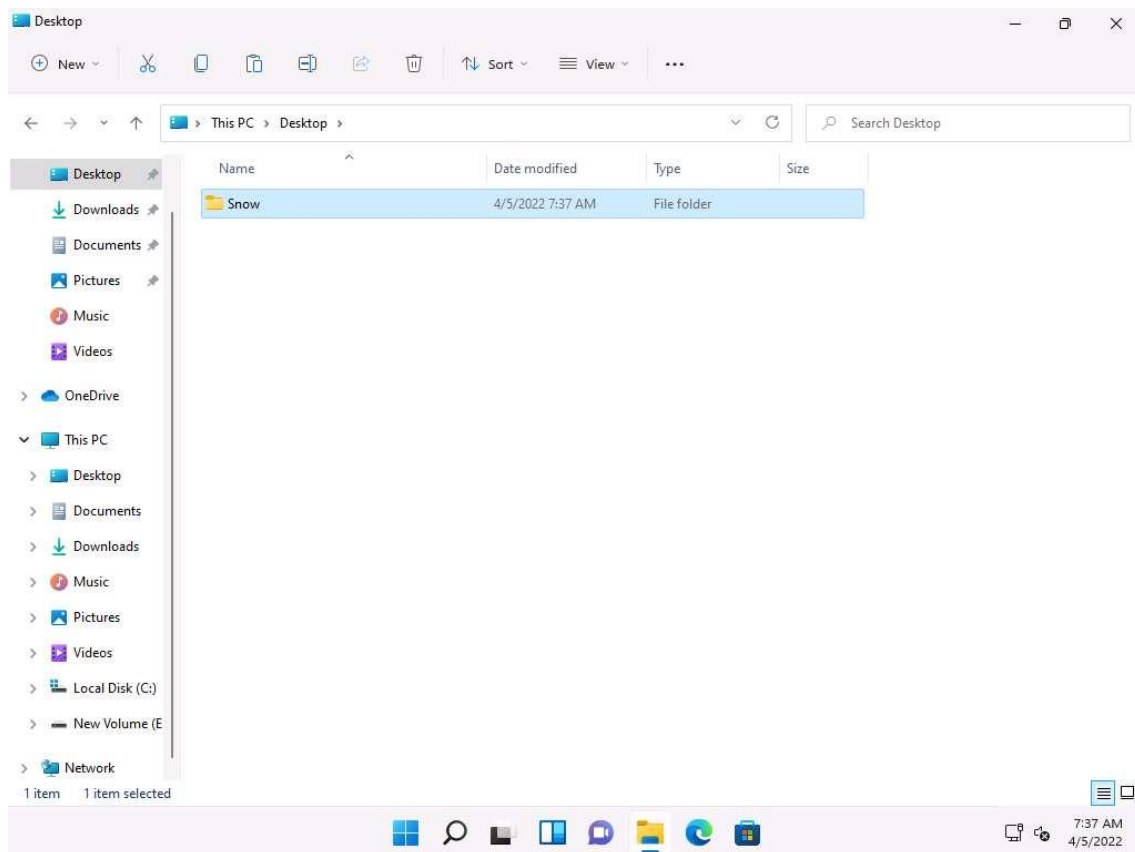 Desktop
New Sort View
This PC > Desktop > Search Desktop
Name Date modified Type Size
Snow 4/5/2022 7:37 AM File folder
Desktop
Downloads
Documents
Pictures
Music
Videos
OneDrive
This PC
Desktop
Documents
Downloads
Music
Pictures
Videos
Local Disk (C:)
New Volume (E
Network
1 item 1 item selected
7:37 AM
4/5/2022